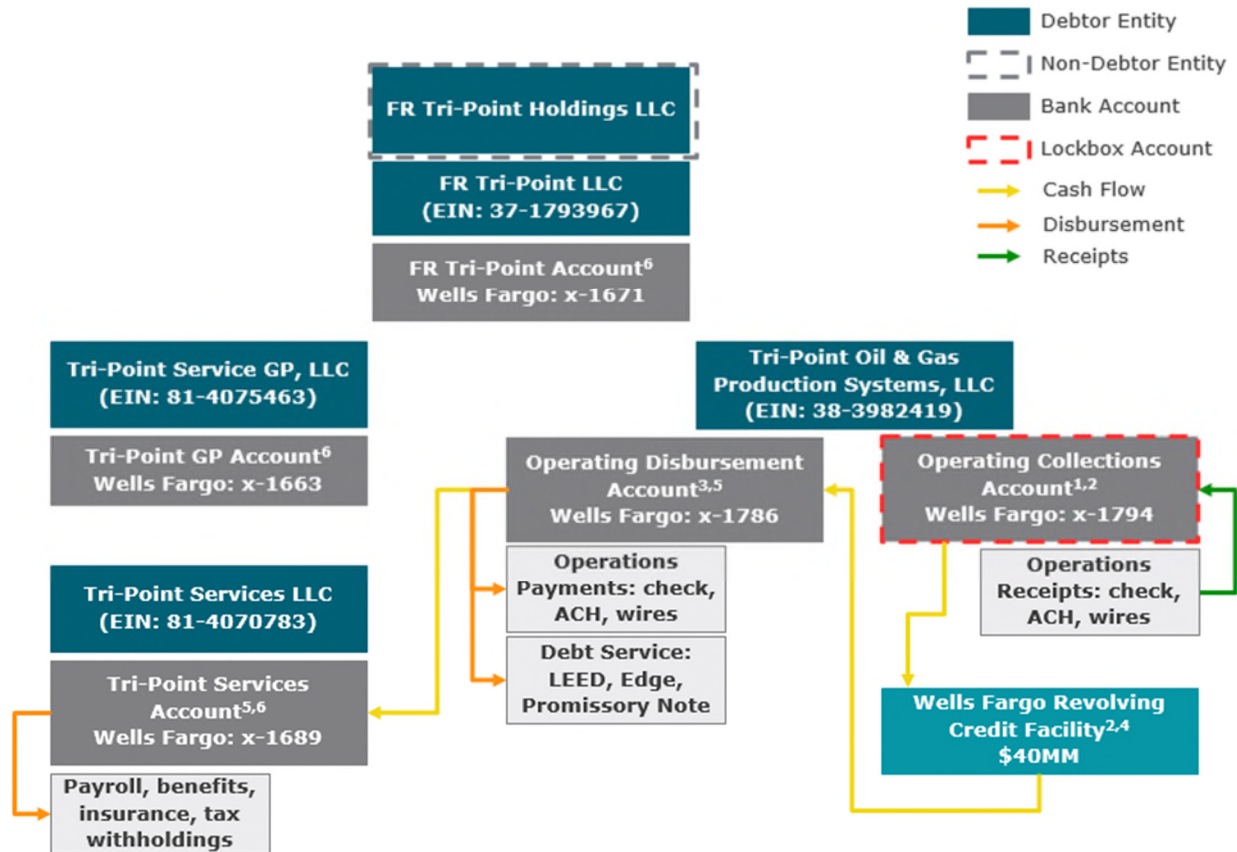 Debtor Entity
Non-Debtor Entity
Bank Account
Lockbox Account
Cash Flow
Disbursement
Receipts
FR Tri-Point Holdings LLC
FR Tri-Point LLC
(EIN: 37-1793967)
FR Tri-Point Account⁶
Wells Fargo: x-1671
Tri-Point Service GP, LLC
(EIN: 81-4075463)
Tri-Point GP Account⁶
Wells Fargo: x-1663
Tri-Point Oil & Gas
Production Systems, LLC
(EIN: 38-3982419)
Operating Disbursement
Account³,⁵
Wells Fargo: x-1786
Operating Collections
Account¹,²
Wells Fargo: x-1794
Operations
Payments: check,
ACH, wires
Operations
Receipts: check,
ACH, wires
Debt Service:
LEED, Edge,
Promissory Note
Tri-Point Services LLC
(EIN: 81-4070783)
Tri-Point Services
Account⁵,⁶
Wells Fargo: x-1689
Wells Fargo Revolving
Credit Facility²,⁴
$40MM
Payroll, benefits,
insurance, tax
withholdings